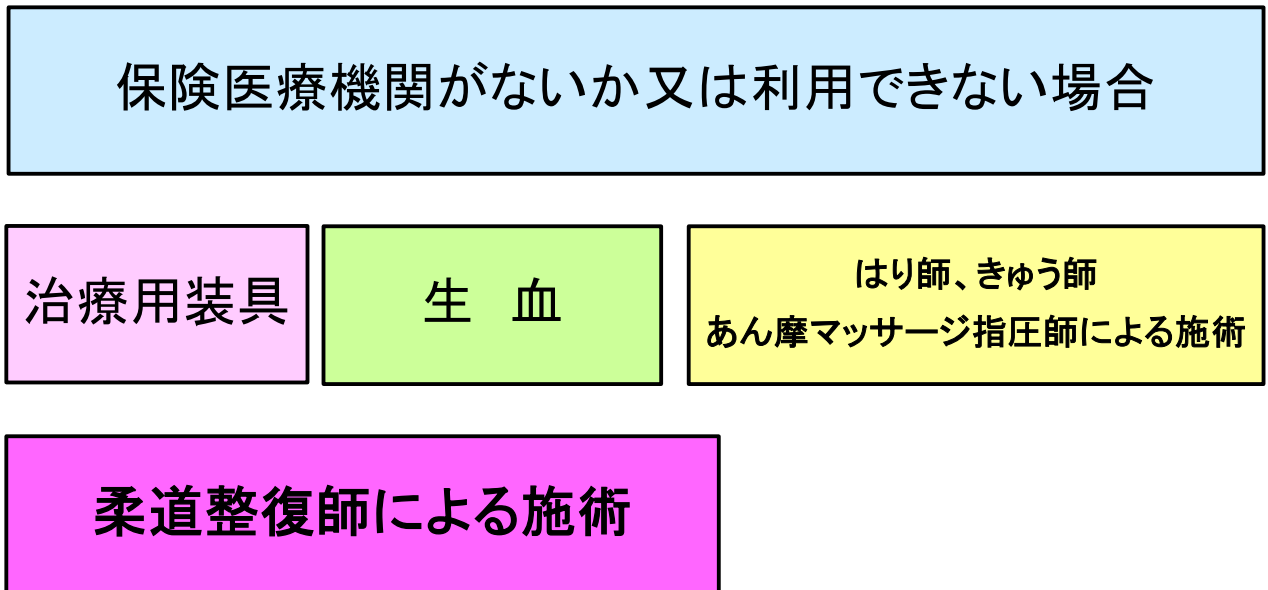 保険医療機関がないか又は利用できない場合
治療用装具
生　血
はり師、きゅう師
あん摩マッサージ指圧師による施術
柔道整復師による施術